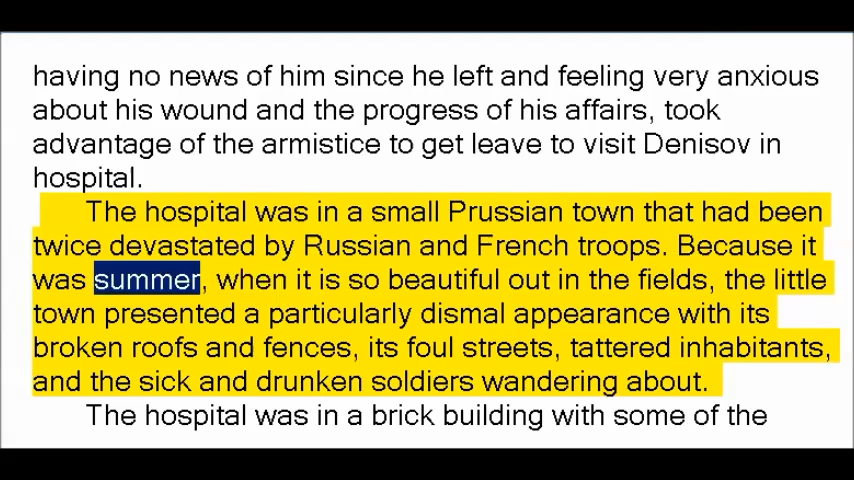 having no news of him since he left and feeling very anxious
about his wound and the progress of his affairs, took
advantage of the armistice to get leave to visit Denisov in
hospital.
The hospital was in a small Prussian town that had been
twice devastated by Russian and French troops. Because it
was summer, when it is so beautiful out in the fields, the little
town presented a particularly dismal appearance with its
broken roofs and fences, its foul streets, tattered inhabitants,
and the sick and drunken soldiers wandering about.
The hospital was in a brick building with some of the